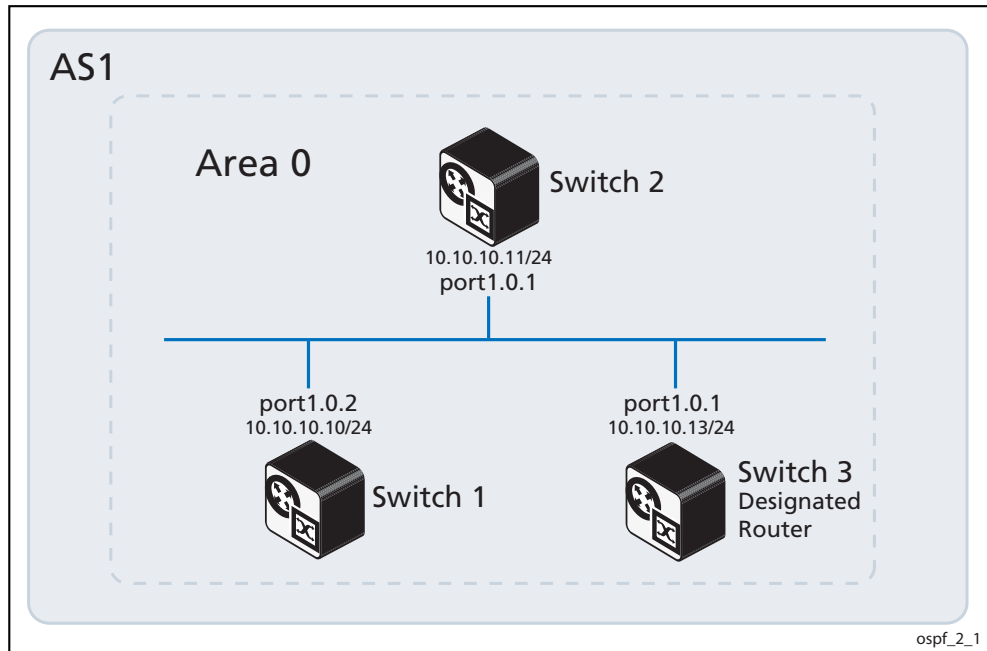 AS1
Area 0
Switch 2
10.10.10.11/24
port1.0.1
port1.0.2
10.10.10.10/24
port1.0.1
10.10.10.13/24
Switch 1
Switch 3
Designated
Router
ospf_2_1